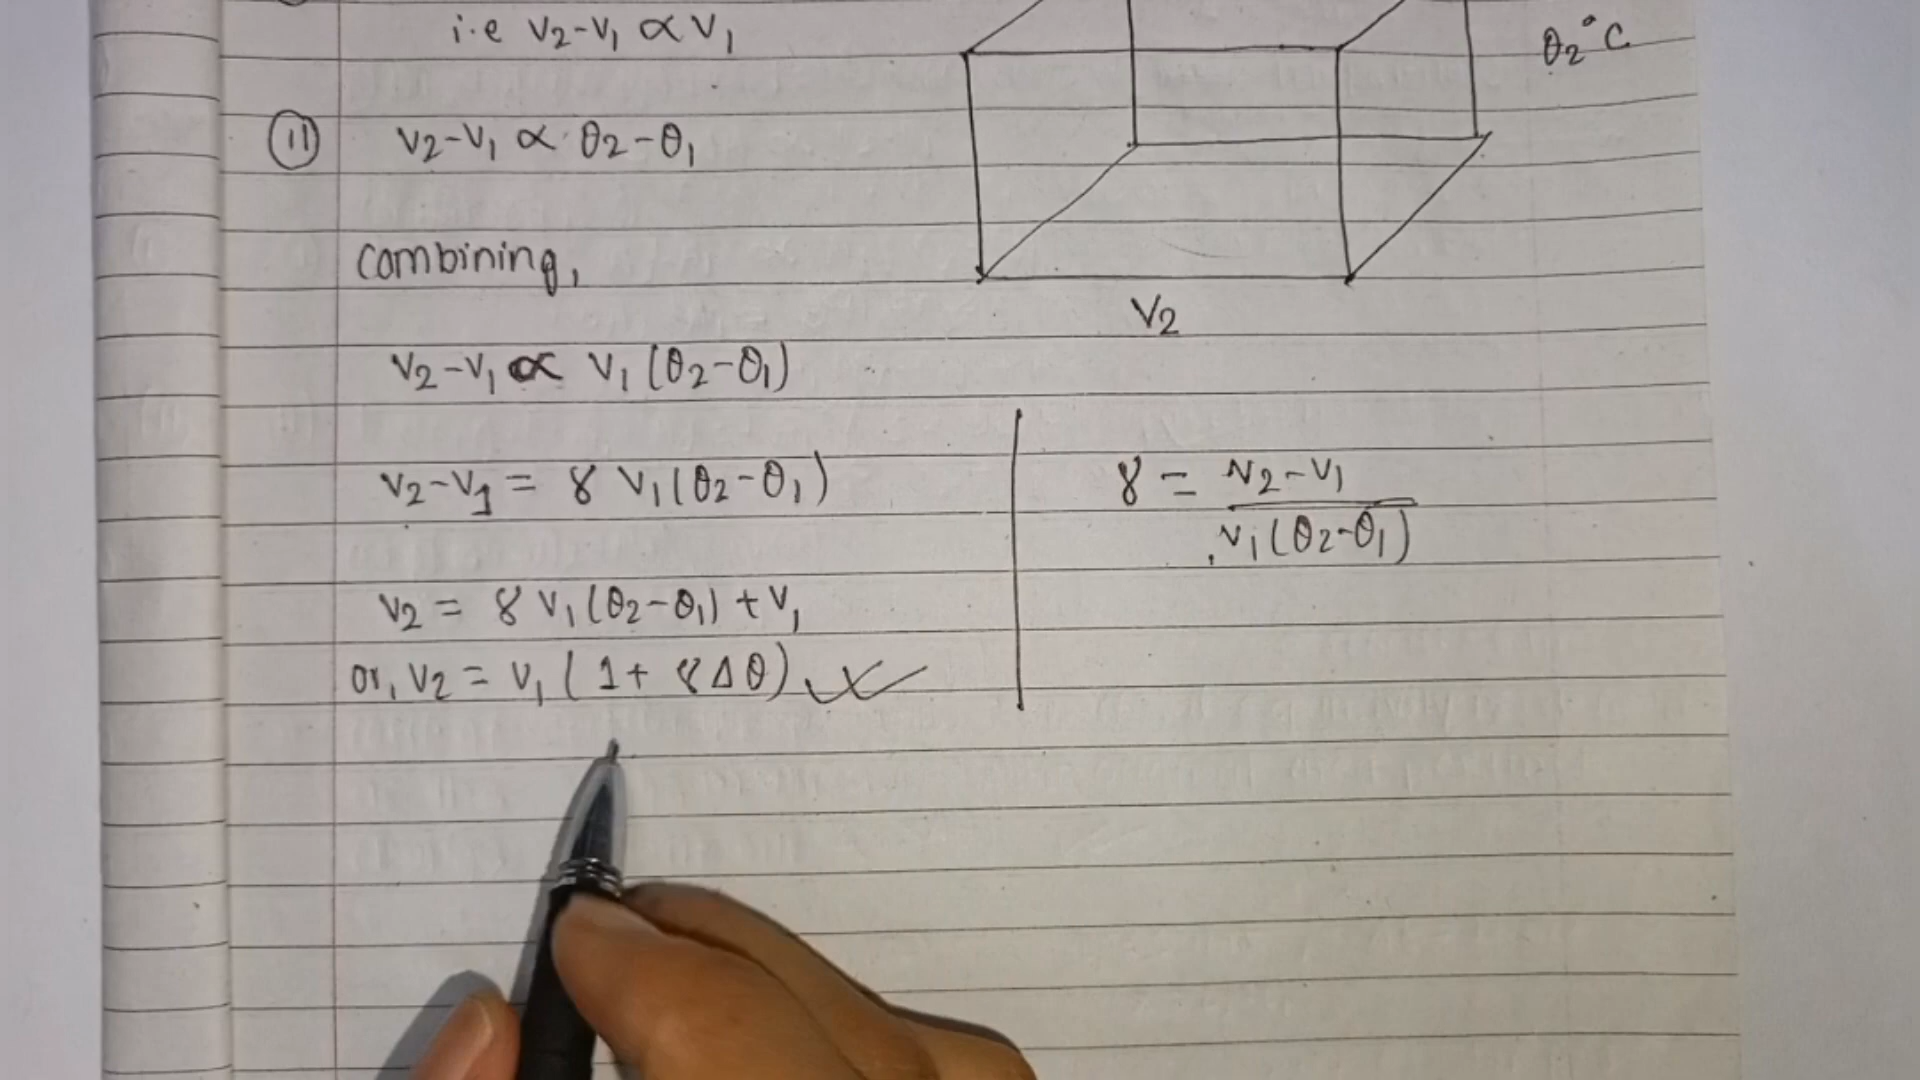 i.e V₂-V₁ ∝ V₁
θ₂°C
(ii) V₂-V₁ ∝ θ₂-θ₁
combining,
V₂
V₂-V₁ ∝ V₁ (θ₂-θ₁)
V₂-V₁ = γ V₁(θ₂-θ₁)
V₂ = γ V₁(θ₂-θ₁) + V₁
or, V₂ = V₁ ( 1 + γΔθ) ✓
γ = V₂-V₁
V₁(θ₂-θ₁)